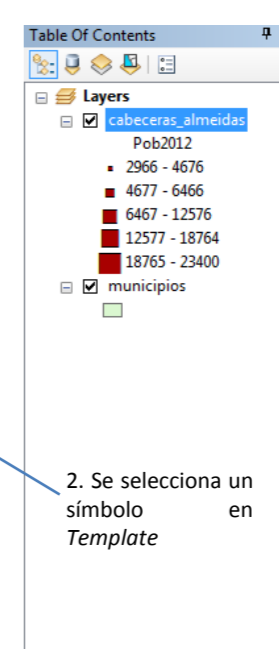 Table Of Contents
Layers
cabeceras_almeidas
Pob2012
2966 - 4676
4677 - 6466
6467 - 12576
12577 - 18764
18765 - 23400
municipios
2. Se selecciona un
símbolo en
Template